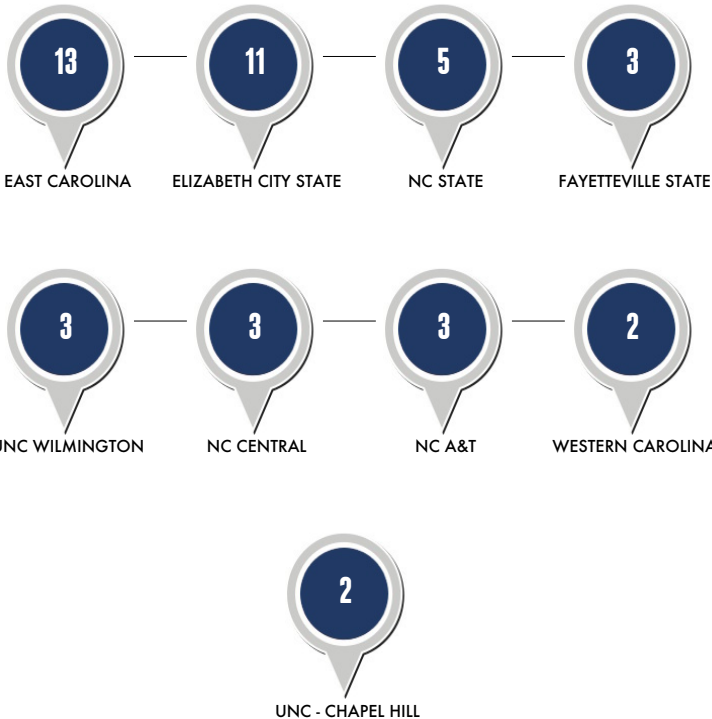 13
11
5
3
EAST CAROLINA
ELIZABETH CITY STATE
NC STATE
FAYETTEVILLE STATE
3
3
3
2
UNC WILMINGTON
NC CENTRAL
NC A&T
WESTERN CAROLINA
2
UNC - CHAPEL HILL